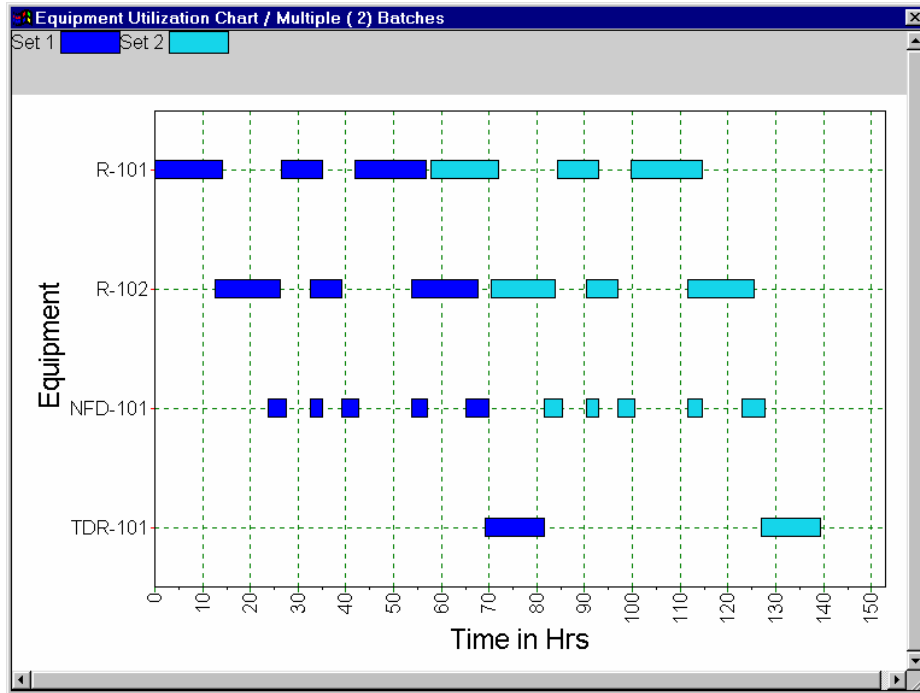 Equipment Utilization Chart / Multiple ( 2) Batches
Set 1 Set 2
R-101
R-102
NFD-101
TDR-101
Equipment
0 10 20 30 40 50 60 70 80 90 100 110 120 130 140 150
Time in Hrs